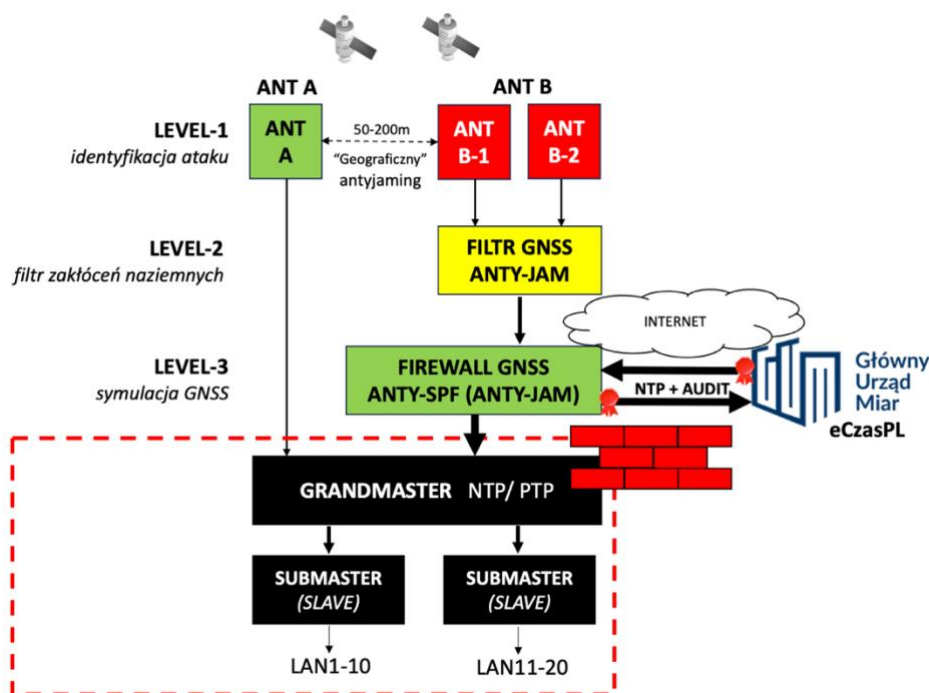 ANT A
ANT B
LEVEL-1
identyfikacja ataku
ANT
A
50-200m
"Geograficzny"
antyjaming
ANT
B-1
ANT
B-2
LEVEL-2
filtr zakłóceń naziemnych
FILTR GNSS
ANTY-JAM
INTERNET
LEVEL-3
symulacja GNSS
FIREWALL GNSS
ANTY-SPF (ANTY-JAM)
NTP + AUDIT
Główny
Urząd
Miar
eCzasPL
GRANDMASTER NTP/ PTP
SUBMASTER
(SLAVE)
SUBMASTER
(SLAVE)
LAN1-10
LAN11-20